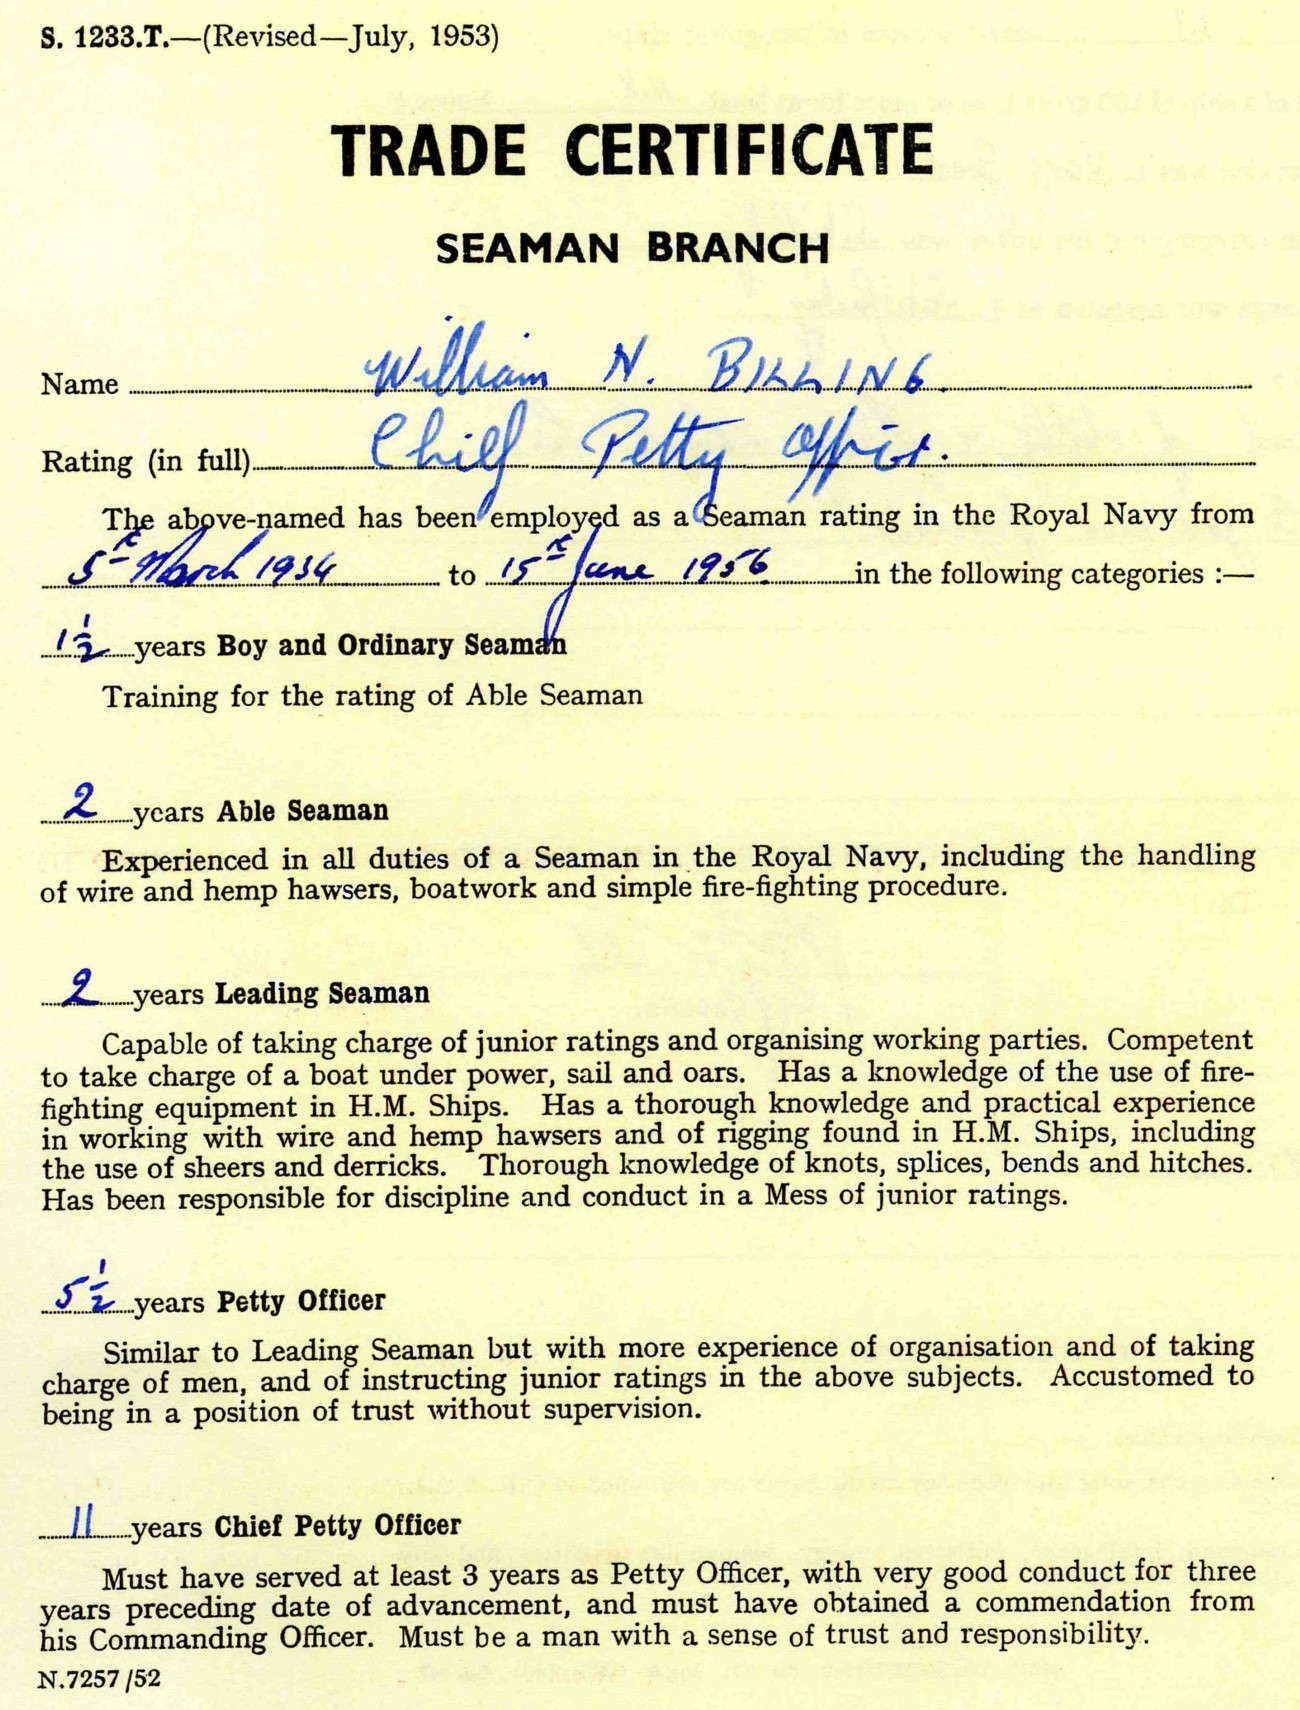 S. 1233.T.—(Revised—July, 1953)
TRADE CERTIFICATE
SEAMAN BRANCH
Name William N. BILLING.
Rating (in full) Chief Petty Officer.
The above-named has been employed as a Seaman rating in the Royal Navy from
5th March 1934 to 15th June 1956 in the following categories :—
1½ years Boy and Ordinary Seaman
Training for the rating of Able Seaman
2 years Able Seaman
Experienced in all duties of a Seaman in the Royal Navy, including the handling
of wire and hemp hawsers, boatwork and simple fire-fighting procedure.
2 years Leading Seaman
Capable of taking charge of junior ratings and organising working parties. Competent
to take charge of a boat under power, sail and oars. Has a knowledge of the use of fire-
fighting equipment in H.M. Ships. Has a thorough knowledge and practical experience
in working with wire and hemp hawsers and of rigging found in H.M. Ships, including
the use of sheers and derricks. Thorough knowledge of knots, splices, bends and hitches.
Has been responsible for discipline and conduct in a Mess of junior ratings.
5½ years Petty Officer
Similar to Leading Seaman but with more experience of organisation and of taking
charge of men, and of instructing junior ratings in the above subjects. Accustomed to
being in a position of trust without supervision.
11 years Chief Petty Officer
Must have served at least 3 years as Petty Officer, with very good conduct for three
years preceding date of advancement, and must have obtained a commendation from
his Commanding Officer. Must be a man with a sense of trust and responsibility.
N.7257/52